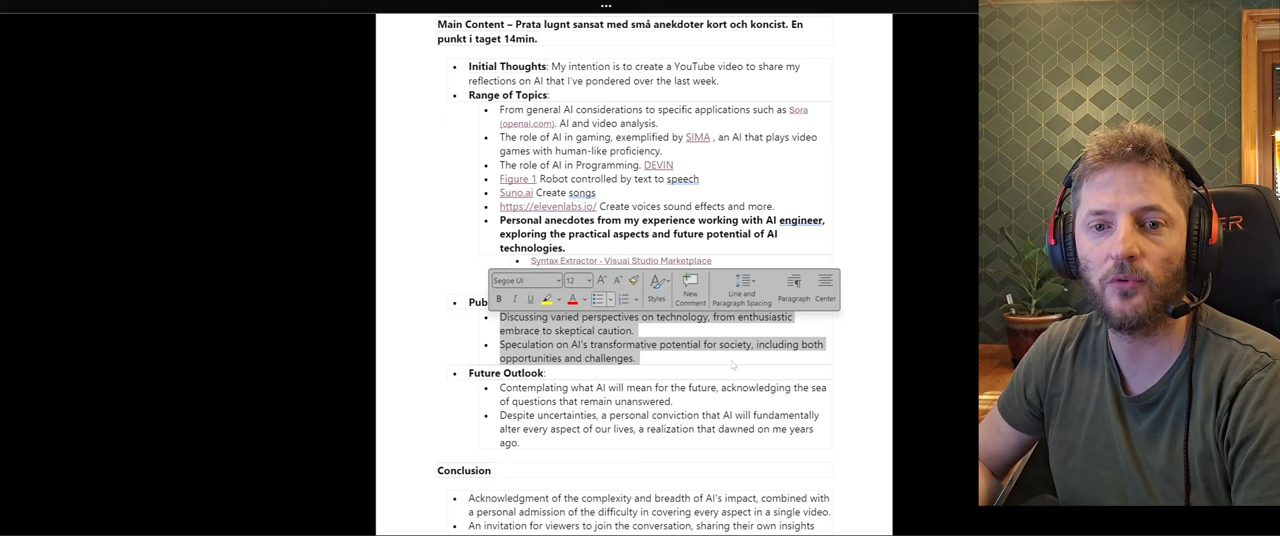 Main Content – Prata lugnt sansat med små anekdoter kort och koncist. En
punkt i taget 14min.
Initial Thoughts: My intention is to create a YouTube video to share my
reflections on AI that I've pondered over the last week.
Range of Topics:
From general AI considerations to specific applications such as Sora
(openai.com). AI and video analysis.
The role of AI in gaming, exemplified by SIMA , an AI that plays video
games with human-like proficiency.
The role of AI in Programming. DEVIN
Figure 1 Robot controlled by text to speech
Suno.ai Create songs
https://elevenlabs.io/ Create voices sound effects and more.
Personal anecdotes from my experience working with AI engineer,
exploring the practical aspects and future potential of AI
technologies.
Syntax Extractor - Visual Studio Marketplace
Segoe UI 12 A A
B I U A Styles New Comment Line and Paragraph Spacing Paragraph Center
Pub
Discussing varied perspectives on technology, from enthusiastic
embrace to skeptical caution.
Speculation on AI's transformative potential for society, including both
opportunities and challenges.
Future Outlook:
Contemplating what AI will mean for the future, acknowledging the sea
of questions that remain unanswered.
Despite uncertainties, a personal conviction that AI will fundamentally
alter every aspect of our lives, a realization that dawned on me years
ago.
Conclusion
Acknowledgment of the complexity and breadth of AI's impact, combined with
a personal admission of the difficulty in covering every aspect in a single video.
An invitation for viewers to join the conversation, sharing their own insights